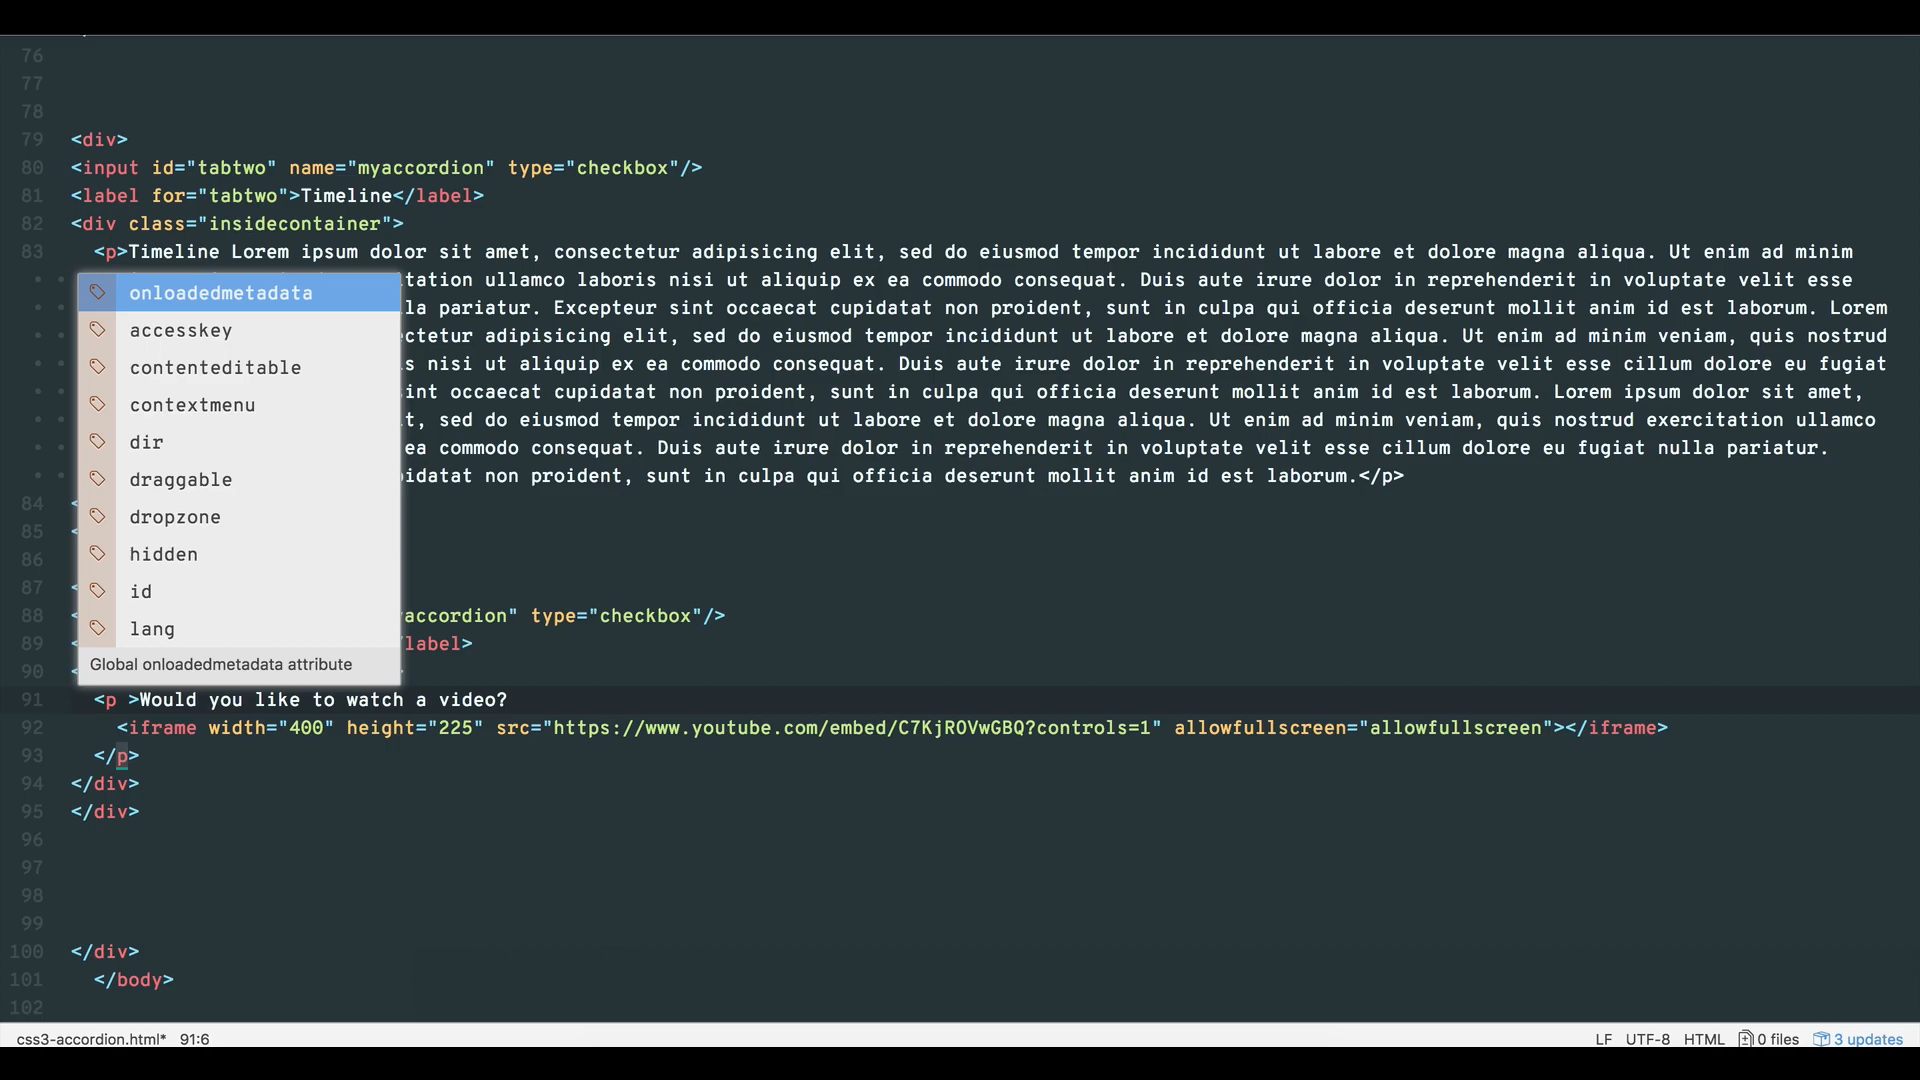 76
77
78
79 <div>
80 <input id="tabtwo" name="myaccordion" type="checkbox"/>
81 <label for="tabtwo">Timeline</label>
82 <div class="insidecontainer">
83 <p>Timeline Lorem ipsum dolor sit amet, consectetur adipisicing elit, sed do eiusmod tempor incididunt ut labore et dolore magna aliqua. Ut enim ad minim
tation ullamco laboris nisi ut aliquip ex ea commodo consequat. Duis aute irure dolor in reprehenderit in voluptate velit esse
lla pariatur. Excepteur sint occaecat cupidatat non proident, sunt in culpa qui officia deserunt mollit anim id est laborum. Lorem
ectetur adipisicing elit, sed do eiusmod tempor incididunt ut labore et dolore magna aliqua. Ut enim ad minim veniam, quis nostrud
s nisi ut aliquip ex ea commodo consequat. Duis aute irure dolor in reprehenderit in voluptate velit esse cillum dolore eu fugiat
int occaecat cupidatat non proident, sunt in culpa qui officia deserunt mollit anim id est laborum. Lorem ipsum dolor sit amet,
t, sed do eiusmod tempor incididunt ut labore et dolore magna aliqua. Ut enim ad minim veniam, quis nostrud exercitation ullamco
ea commodo consequat. Duis aute irure dolor in reprehenderit in voluptate velit esse cillum dolore eu fugiat nulla pariatur.
idatat non proident, sunt in culpa qui officia deserunt mollit anim id est laborum.</p>
84 <
85 <
86
87 <
88 < accordion" type="checkbox"/>
89 < label>
90 <
onloadedmetadata
accesskey
contenteditable
contextmenu
dir
draggable
dropzone
hidden
id
lang
Global onloadedmetadata attribute
91 <p >Would you like to watch a video?
92 <iframe width="400" height="225" src="https://www.youtube.com/embed/C7KjROVwGBQ?controls=1" allowfullscreen="allowfullscreen"></iframe>
93 </p>
94 </div>
95 </div>
96
97
98
99
100 </div>
101 </body>
102
css3-accordion.html* 91:6 LF UTF-8 HTML 0 files 3 updates